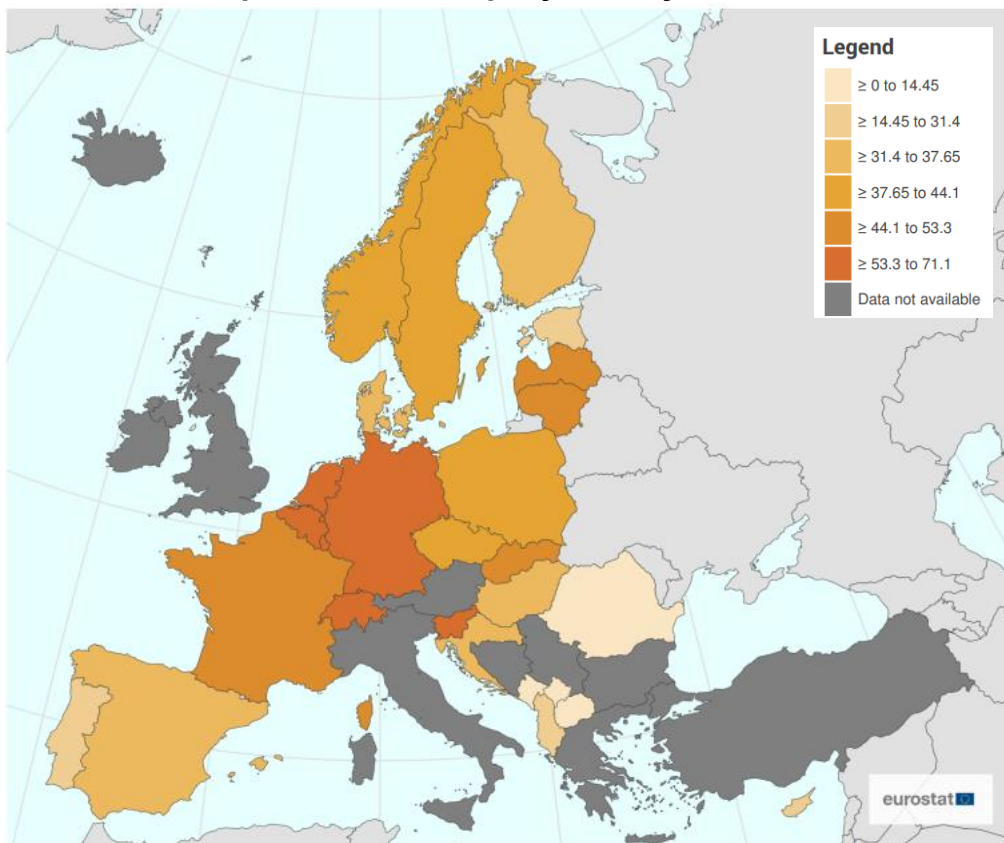 Legend
≥ 0 to 14.45
≥ 14.45 to 31.4
≥ 31.4 to 37.65
≥ 37.65 to 44.1
≥ 44.1 to 53.3
≥ 53.3 to 71.1
Data not available
eurostat